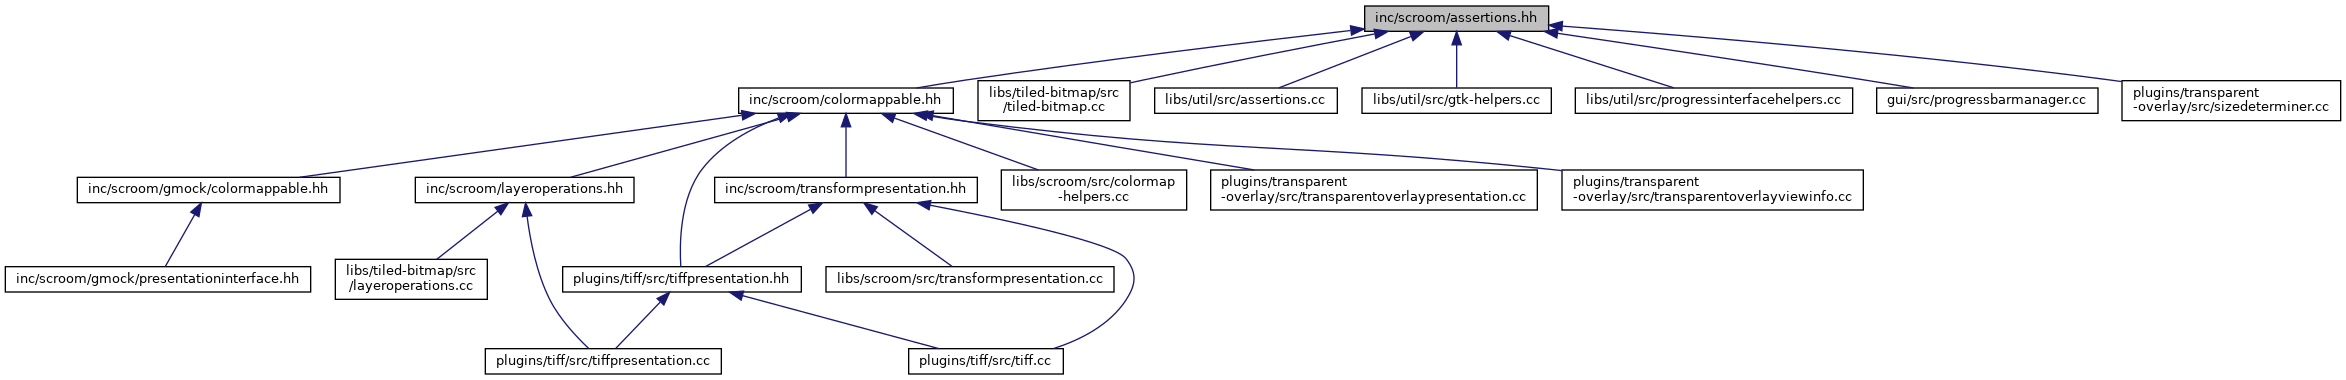 inc/scroom/assertions.hh
inc/scroom/colormappable.hh
libs/tiled-bitmap/src
/tiled-bitmap.cc
libs/util/src/assertions.cc
libs/util/src/gtk-helpers.cc
libs/util/src/progressinterfacehelpers.cc
gui/src/progressbarmanager.cc
plugins/transparent
-overlay/src/sizedeterminer.cc
inc/scroom/gmock/colormappable.hh
inc/scroom/layeroperations.hh
inc/scroom/transformpresentation.hh
libs/scroom/src/colormap
-helpers.cc
plugins/transparent
-overlay/src/transparentoverlaypresentation.cc
plugins/transparent
-overlay/src/transparentoverlayviewinfo.cc
inc/scroom/gmock/presentationinterface.hh
libs/tiled-bitmap/src
/layeroperations.cc
plugins/tiff/src/tiffpresentation.hh
libs/scroom/src/transformpresentation.cc
plugins/tiff/src/tiffpresentation.cc
plugins/tiff/src/tiff.cc